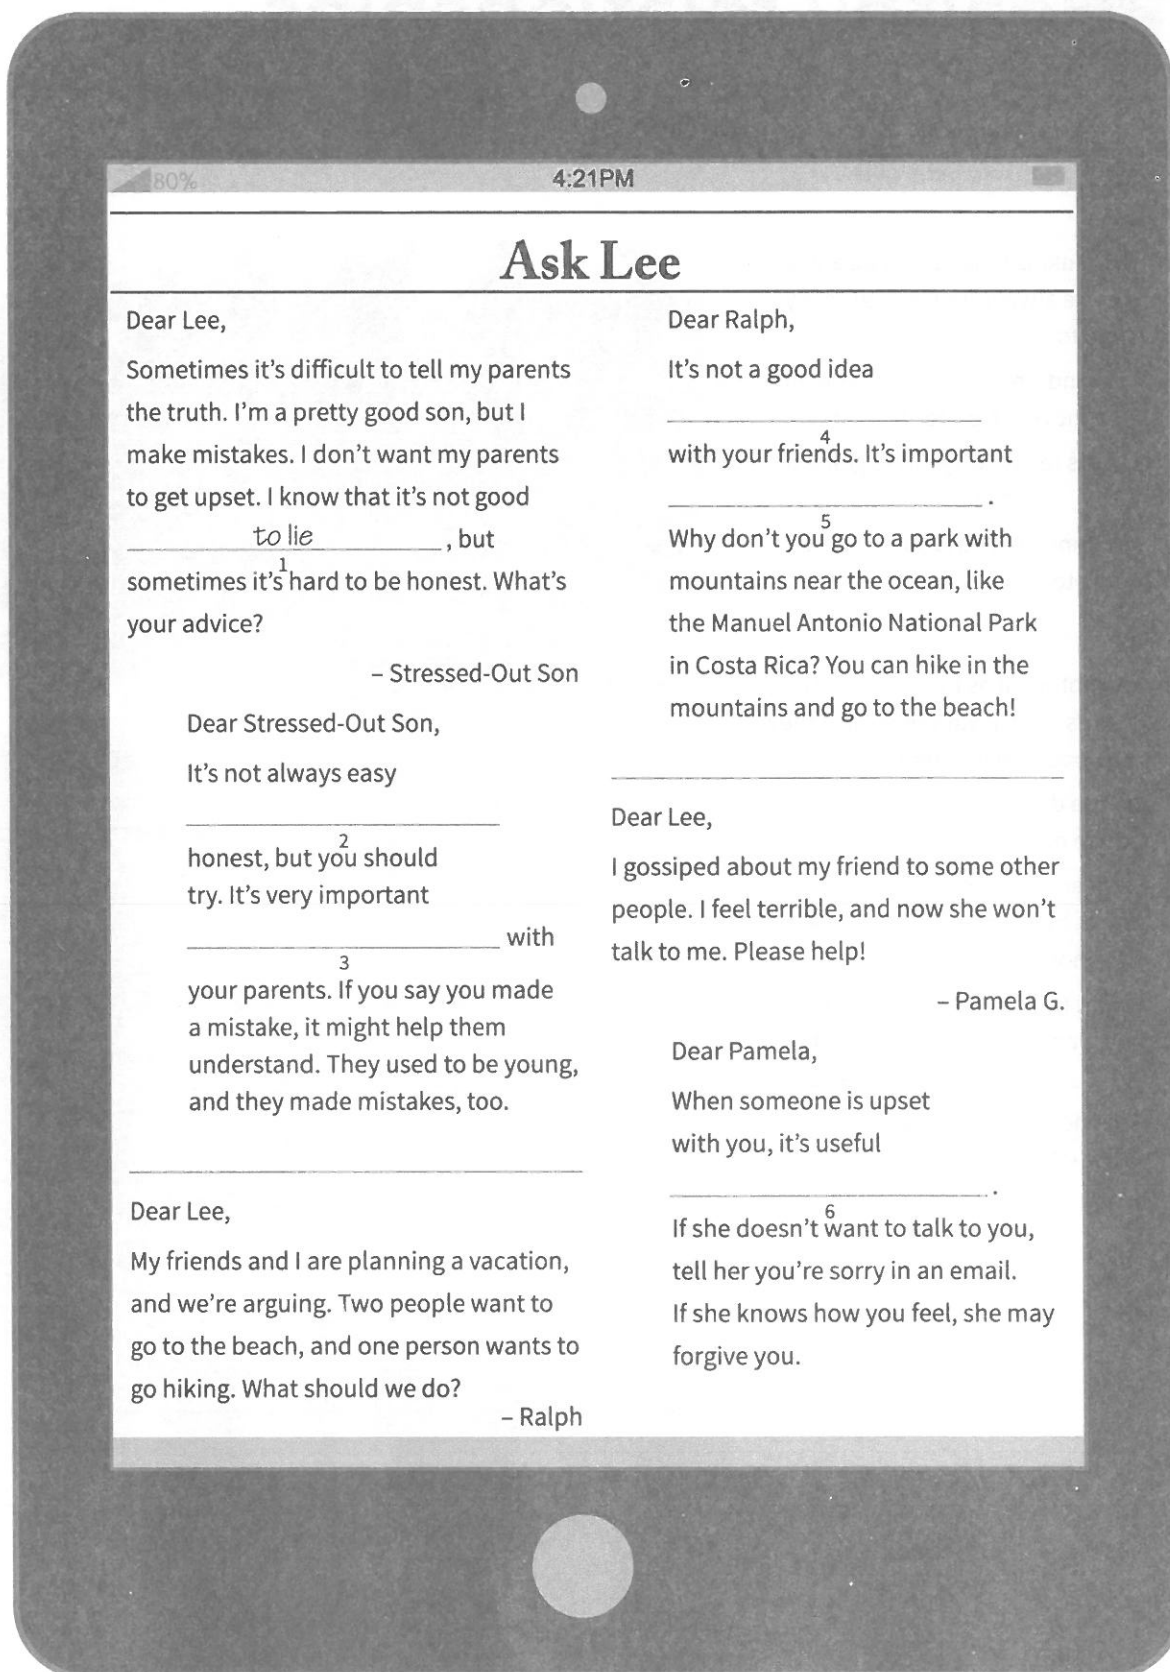 80%
4:21PM
Ask Lee
Dear Lee,
Sometimes it's difficult to tell my parents
the truth. I'm a pretty good son, but I
make mistakes. I don't want my parents
to get upset. I know that it's not good
to lie, but
1
sometimes it's hard to be honest. What's
your advice?
– Stressed-Out Son
Dear Stressed-Out Son,
It's not always easy
2
honest, but you should
try. It's very important
with
3
your parents. If you say you made
a mistake, it might help them
understand. They used to be young,
and they made mistakes, too.
Dear Lee,
My friends and I are planning a vacation,
and we're arguing. Two people want to
go to the beach, and one person wants to
go hiking. What should we do?
– Ralph
Dear Ralph,
It's not a good idea
4
with your friends. It's important
.
5
Why don't you go to a park with
mountains near the ocean, like
the Manuel Antonio National Park
in Costa Rica? You can hike in the
mountains and go to the beach!
Dear Lee,
I gossiped about my friend to some other
people. I feel terrible, and now she won't
talk to me. Please help!
– Pamela G.
Dear Pamela,
When someone is upset
with you, it's useful
.
6
If she doesn't want to talk to you,
tell her you're sorry in an email.
If she knows how you feel, she may
forgive you.